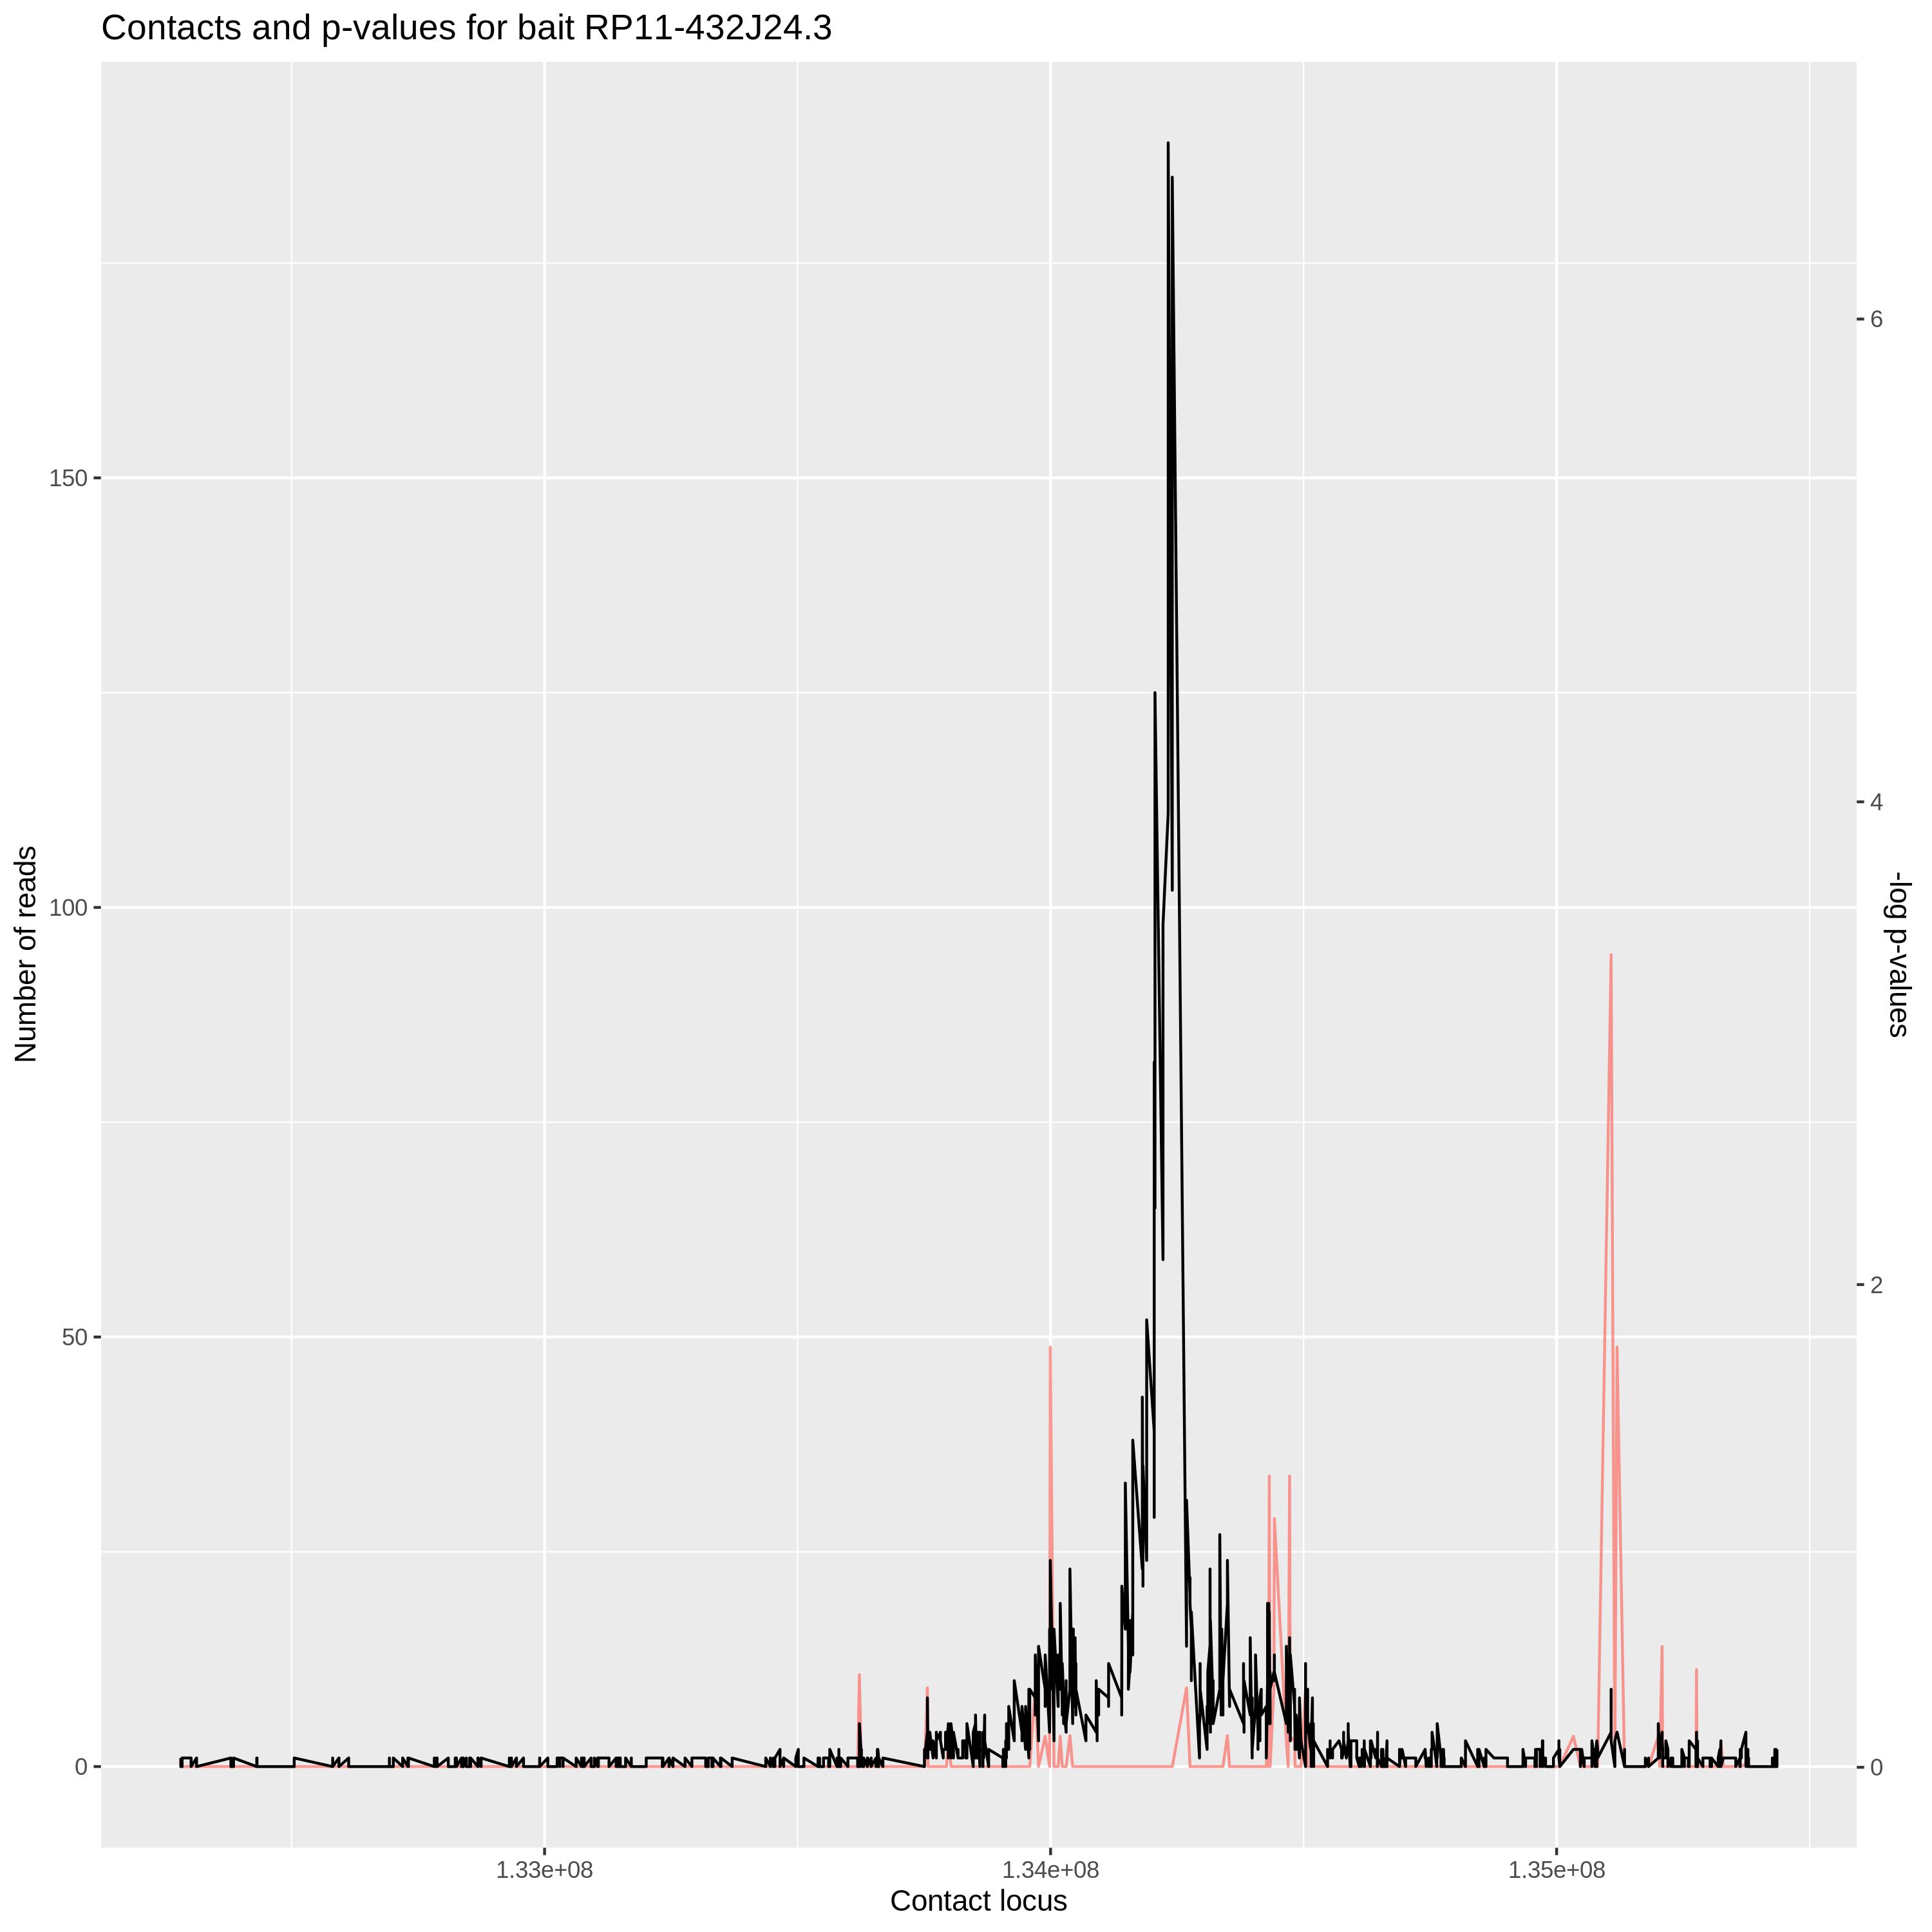 Contacts and p-values for bait RP11-432J24.3
Number of reads
150
100
50
0
6
4
2
0
-log p-values
1.33e+08
1.34e+08
1.35e+08
Contact locus